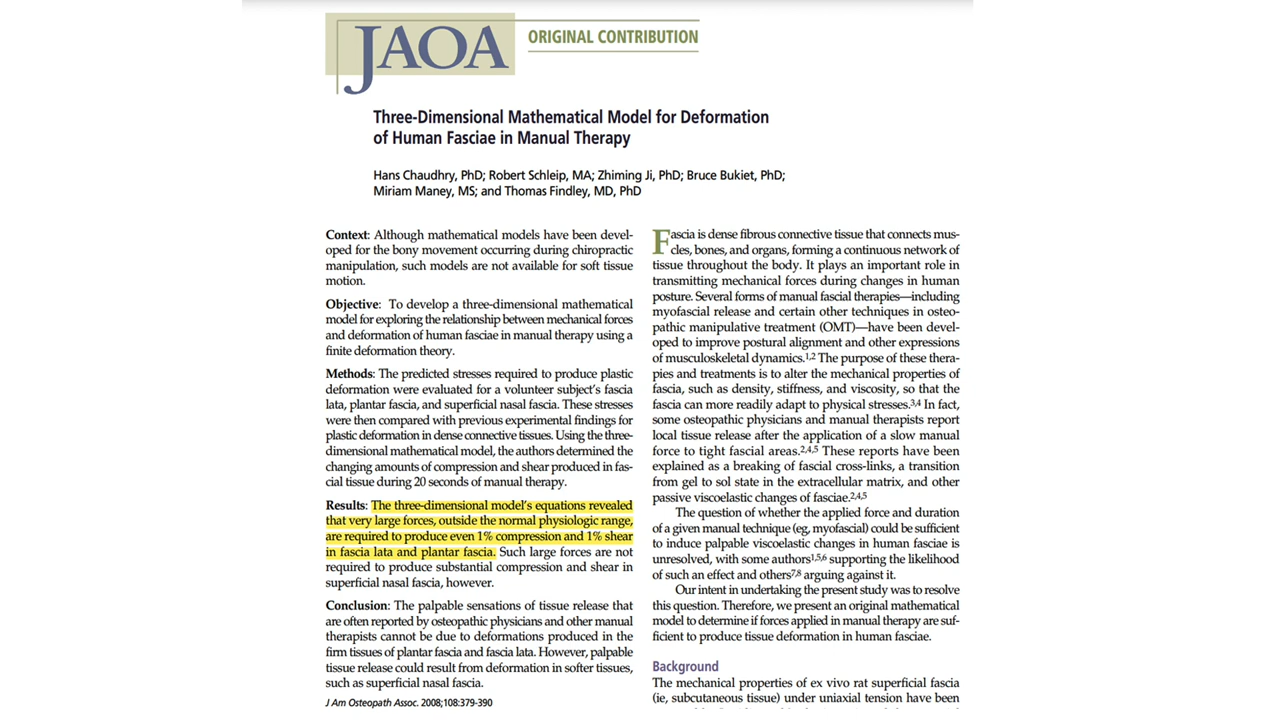 JAOA
ORIGINAL CONTRIBUTION
Three-Dimensional Mathematical Model for Deformation
of Human Fasciae in Manual Therapy
Hans Chaudhry, PhD; Robert Schleip, MA; Zhiming Ji, PhD; Bruce Bukiet, PhD;
Miriam Maney, MS; and Thomas Findley, MD, PhD
Context: Although mathematical models have been devel-
oped for the bony movement occurring during chiropractic
manipulation, such models are not available for soft tissue
motion.
Objective: To develop a three-dimensional mathematical
model for exploring the relationship between mechanical forces
and deformation of human fasciae in manual therapy using a
finite deformation theory.
Methods: The predicted stresses required to produce plastic
deformation were evaluated for a volunteer subject's fascia
lata, plantar fascia, and superficial nasal fascia. These stresses
were then compared with previous experimental findings for
plastic deformation in dense connective tissues. Using the three-
dimensional mathematical model, the authors determined the
changing amounts of compression and shear produced in fas-
cial tissue during 20 seconds of manual therapy.
Results: The three-dimensional model's equations revealed
that very large forces, outside the normal physiologic range,
are required to produce even 1% compression and 1% shear
in fascia lata and plantar fascia. Such large forces are not
required to produce substantial compression and shear in
superficial nasal fascia, however.
Conclusion: The palpable sensations of tissue release that
are often reported by osteopathic physicians and other manual
therapists cannot be due to deformations produced in the
firm tissues of plantar fascia and fascia lata. However, palpable
tissue release could result from deformation in softer tissues,
such as superficial nasal fascia.
J Am Osteopath Assoc. 2008;108:379-390
Fascia is dense fibrous connective tissue that connects mus-
cles, bones, and organs, forming a continuous network of
tissue throughout the body. It plays an important role in
transmitting mechanical forces during changes in human
posture. Several forms of manual fascial therapies—including
myofascial release and certain other techniques in osteo-
pathic manipulative treatment (OMT)—have been devel-
oped to improve postural alignment and other expressions
of musculoskeletal dynamics.1,2 The purpose of these thera-
pies and treatments is to alter the mechanical properties of
fascia, such as density, stiffness, and viscosity, so that the
fascia can more readily adapt to physical stresses.3,4 In fact,
some osteopathic physicians and manual therapists report
local tissue release after the application of a slow manual
force to tight fascial areas.2,4,5 These reports have been
explained as a breaking of fascial cross-links, a transition
from gel to sol state in the extracellular matrix, and other
passive viscoelastic changes of fasciae.2,4,5
The question of whether the applied force and duration
of a given manual technique (eg, myofascial) could be sufficient
to induce palpable viscoelastic changes in human fasciae is
unresolved, with some authors1,5,6 supporting the likelihood
of such an effect and others7,8 arguing against it.
Our intent in undertaking the present study was to resolve
this question. Therefore, we present an original mathematical
model to determine if forces applied in manual therapy are suf-
ficient to produce tissue deformation in human fasciae.
Background
The mechanical properties of ex vivo rat superficial fascia
(ie, subcutaneous tissue) under uniaxial tension have been